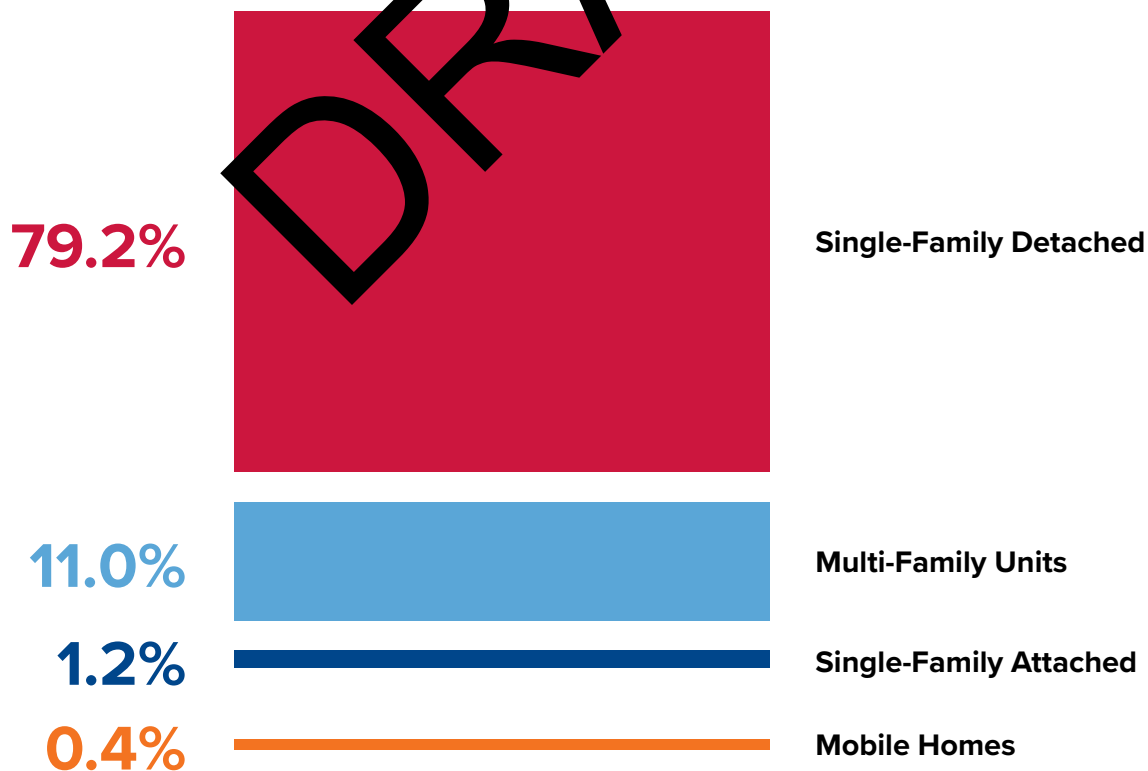 DRA
79.2%
Single-Family Detached
11.0%
Multi-Family Units
1.2%
Single-Family Attached
0.4%
Mobile Homes